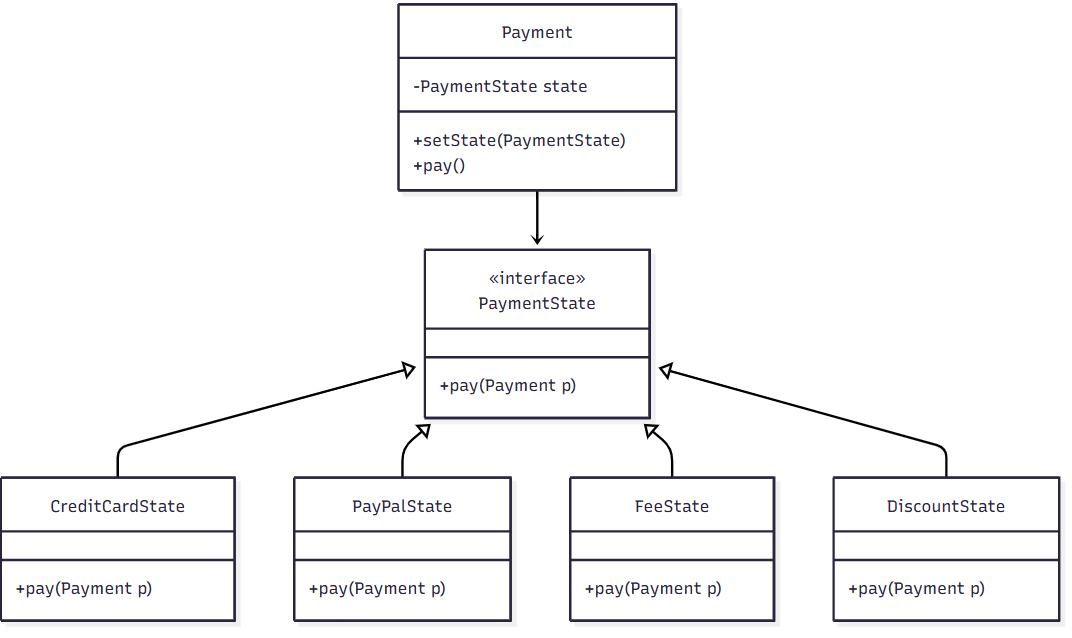 Payment
-PaymentState state
+setState(PaymentState)
+pay()
«interface»
PaymentState
+pay(Payment p)
CreditCardState
+pay(Payment p)
PayPalState
+pay(Payment p)
FeeState
+pay(Payment p)
DiscountState
+pay(Payment p)